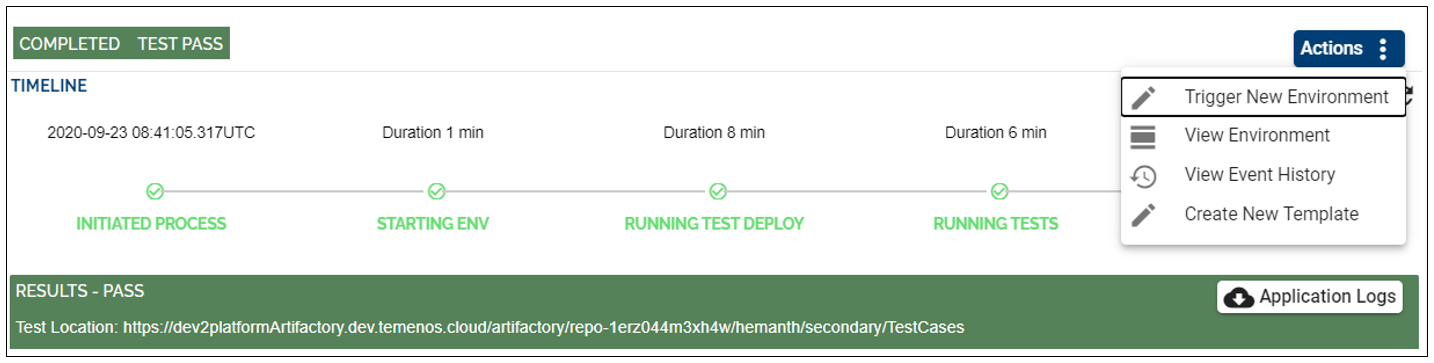 COMPLETED TEST PASS
Actions
TIMELINE
Trigger New Environment
View Environment
View Event History
Create New Template
2020-09-23 08:41:05.317UTC
Duration 1 min
Duration 8 min
Duration 6 min
INITIATED PROCESS
STARTING ENV
RUNNING TEST DEPLOY
RUNNING TESTS
RESULTS - PASS
Application Logs
Test Location: https://dev2platformArtifactory.dev.temenos.cloud/artifactory/repo-1erz044m3xh4w/hemanth/secondary/TestCases